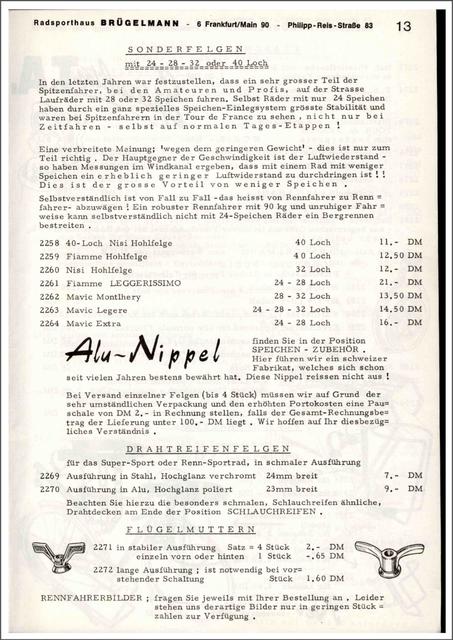 Radsporthaus BRÜGELMANN - 6 Frankfurt/Main 90 - Philipp-Reis-Straße 83
13
SONDERFELGEN
mit 24 - 28 - 32 oder 40 Loch
In den letzten Jahren war festzustellen, dass ein sehr grosser Teil der
Spitzenfahrer, bei den Amateuren und Profis, auf der Strasse
Laufräder mit 28 oder 32 Speichen fuhren. Selbst Räder mit nur 24 Speichen
haben durch ein ganz spezielles Speichen-Einlegsystem grösste Stabilität und
waren bei Spitzenfahrern in der Tour de France zu sehen, nicht nur bei
Zeitfahren - selbst auf normalen Tages-Etappen !
Eine verbreitete Meinung; 'wegen dem geringeren Gewicht' - dies ist nur zum
Teil richtig . Der Hauptgegner der Geschwindigkeit ist der Luftwiederstand -
so haben Messungen im Windkanal ergeben, dass mit einem Rad mit weniger
Speichen ein erheblich geringer Luftwiderstand zu durchdringen ist ! !
Dies ist der grosse Vorteil von weniger Speichen .
Selbstverständlich ist von Fall zu Fall -das heisst von Rennfahrer zu Renn =
fahrer- abzuwägen ! Ein robuster Rennfahrer mit 90 kg und unruhiger Fahr =
weise kann selbstverständlich nicht mit 24-Speichen Räder ein Bergrennen
bestreiten .
2258 40-Loch Nisi Hohlfelge 40 Loch 11,- DM
2259 Fiamme Hohlfelge 40 Loch 12,50 DM
2260 Nisi Hohlfelge 32 Loch 12,- DM
2261 Fiamme LEGGERISSIMO 24 - 28 Loch 21,- DM
2262 Mavic Montlhery 28 - 32 Loch 13,50 DM
2263 Mavic Legere 24 - 28 - 32 Loch 14,50 DM
2264 Mavic Extra 24 - 28 Loch 16.- DM
Alu-Nippel
finden Sie in der Position
SPEICHEN - ZUBEHÖR .
Hier führen wir ein schweizer
Fabrikat, welches sich schon
seit vielen Jahren bestens bewährt hat. Diese Nippel reissen nicht aus !
Bei Versand einzelner Felgen (bis 4 Stück) müssen wir auf Grund der
sehr umständlichen Verpackung und den erhöhten Portokosten eine Pau=
schale von DM 2,- in Rechnung stellen, falls der Gesamt-Rechnungsbe=
trag der Lieferung unter 100.- DM liegt . Wir hoffen auf Ihr diesbezüg=
liches Verständnis .
DRAHTREIFENFELGEN
für das Super-Sport oder Renn-Sportrad, in schmaler Ausführung
2269 Ausführung in Stahl, Hochglanz verchromt 24mm breit 7,- DM
2270 Ausführung in Alu, Hochglanz poliert 23mm breit 9,- DM
Beachten Sie hierzu die besonders schmalen, Schlauchreifen ähnliche,
Drahtdecken am Ende der Position SCHLAUCHREIFEN .
FLÜGELMUTTERN
2271 in stabiler Ausführung Satz = 4 Stück 2,- DM
einzeln vorn oder hinten 1 Stück -,65 DM
2272 lange Ausführung ; ist notwendig bei vor=
stehender Schaltung Stück 1,60 DM
RENNFAHRERBILDER ; fragen Sie jeweils mit Ihrer Bestellung an . Leider
stehen uns derartige Bilder nur in geringen Stück =
zahlen zur Verfügung .